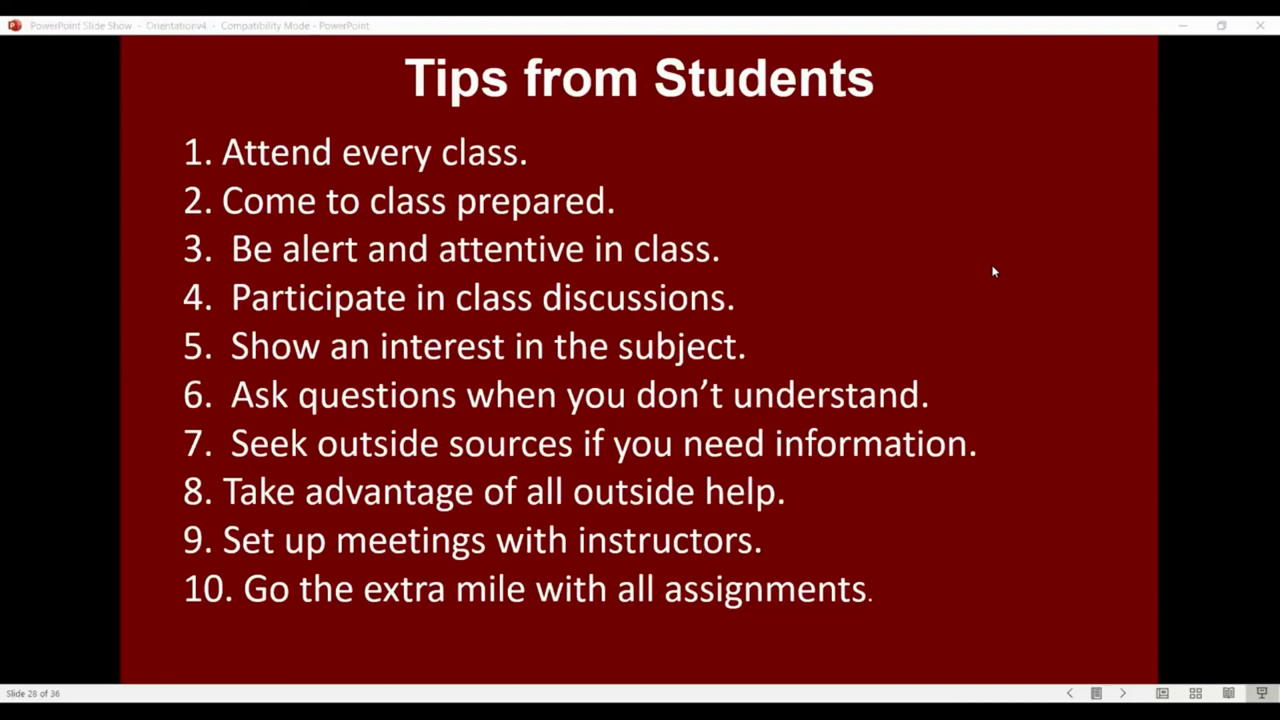 PowerPoint Slide Show - Orientationv4 - Compatibility Mode - PowerPoint
Tips from Students
1. Attend every class.
2. Come to class prepared.
3. Be alert and attentive in class.
4. Participate in class discussions.
5. Show an interest in the subject.
6. Ask questions when you don’t understand.
7. Seek outside sources if you need information.
8. Take advantage of all outside help.
9. Set up meetings with instructors.
10. Go the extra mile with all assignments.
Slide 28 of 36